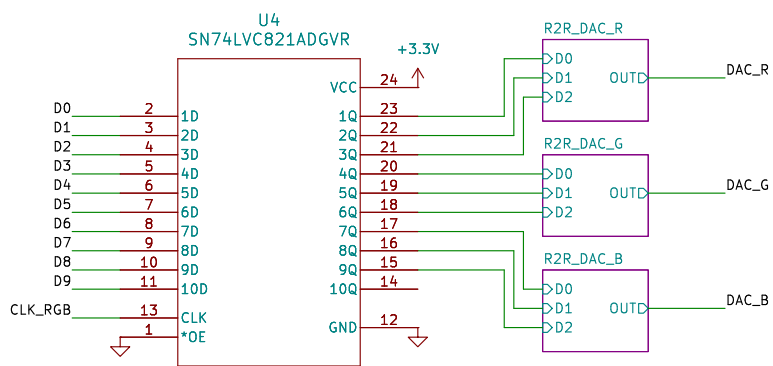 U4
SN74LVC821ADGVR
+3.3V
R2R_DAC_R
VCC 24
D0 OUT DAC_R
D1
D2
D0 2 1D 1Q 23
D1 3 2D 2Q 22
D2 4 3D 3Q 21
D3 5 4D 4Q 20
D4 6 5D 5Q 19
D5 7 6D 6Q 18
D6 8 7D 7Q 17
D7 9 8D 8Q 16
D8 10 9D 9Q 15
D9 11 10D 10Q 14
CLK_RGB 13 CLK
1 *OE
GND 12
R2R_DAC_G
D0
D1 OUT DAC_G
D2
R2R_DAC_B
D0
D1 OUT DAC_B
D2